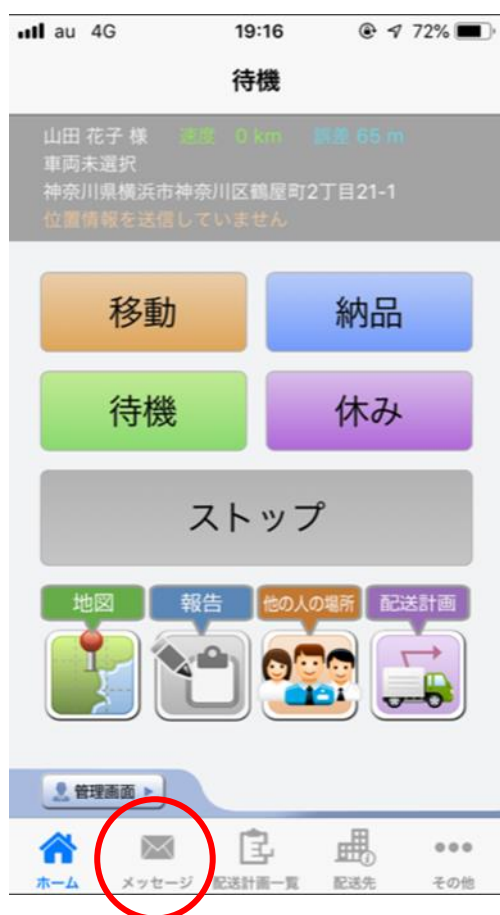 au 4G 19:16 72%
待機
山田 花子 様 速度 0 km 誤差 65 m
車両未選択
神奈川県横浜市神奈川区鶴屋町2丁目21-1
位置情報を送信していません
移動 納品
待機 休み
ストップ
地図 報告 他の人の場所 配送計画
管理画面
ホーム メッセージ 配送計画一覧 配送先 その他